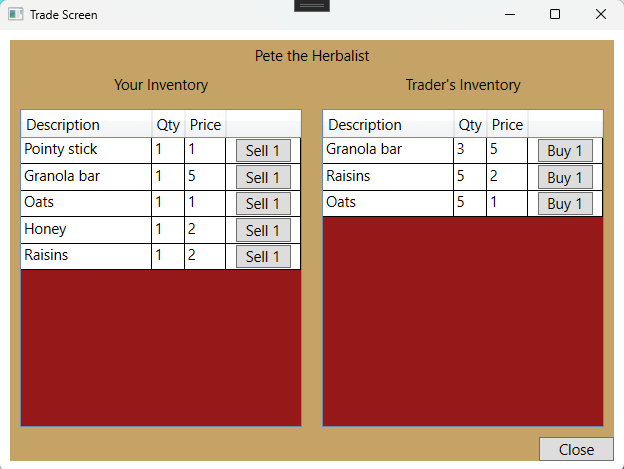 Trade Screen
Pete the Herbalist
Your Inventory
Description Qty Price
Pointy stick 1 1 Sell 1
Granola bar 1 5 Sell 1
Oats 1 1 Sell 1
Honey 1 2 Sell 1
Raisins 1 2 Sell 1
Trader's Inventory
Description Qty Price
Granola bar 3 5 Buy 1
Raisins 5 2 Buy 1
Oats 5 1 Buy 1
Close